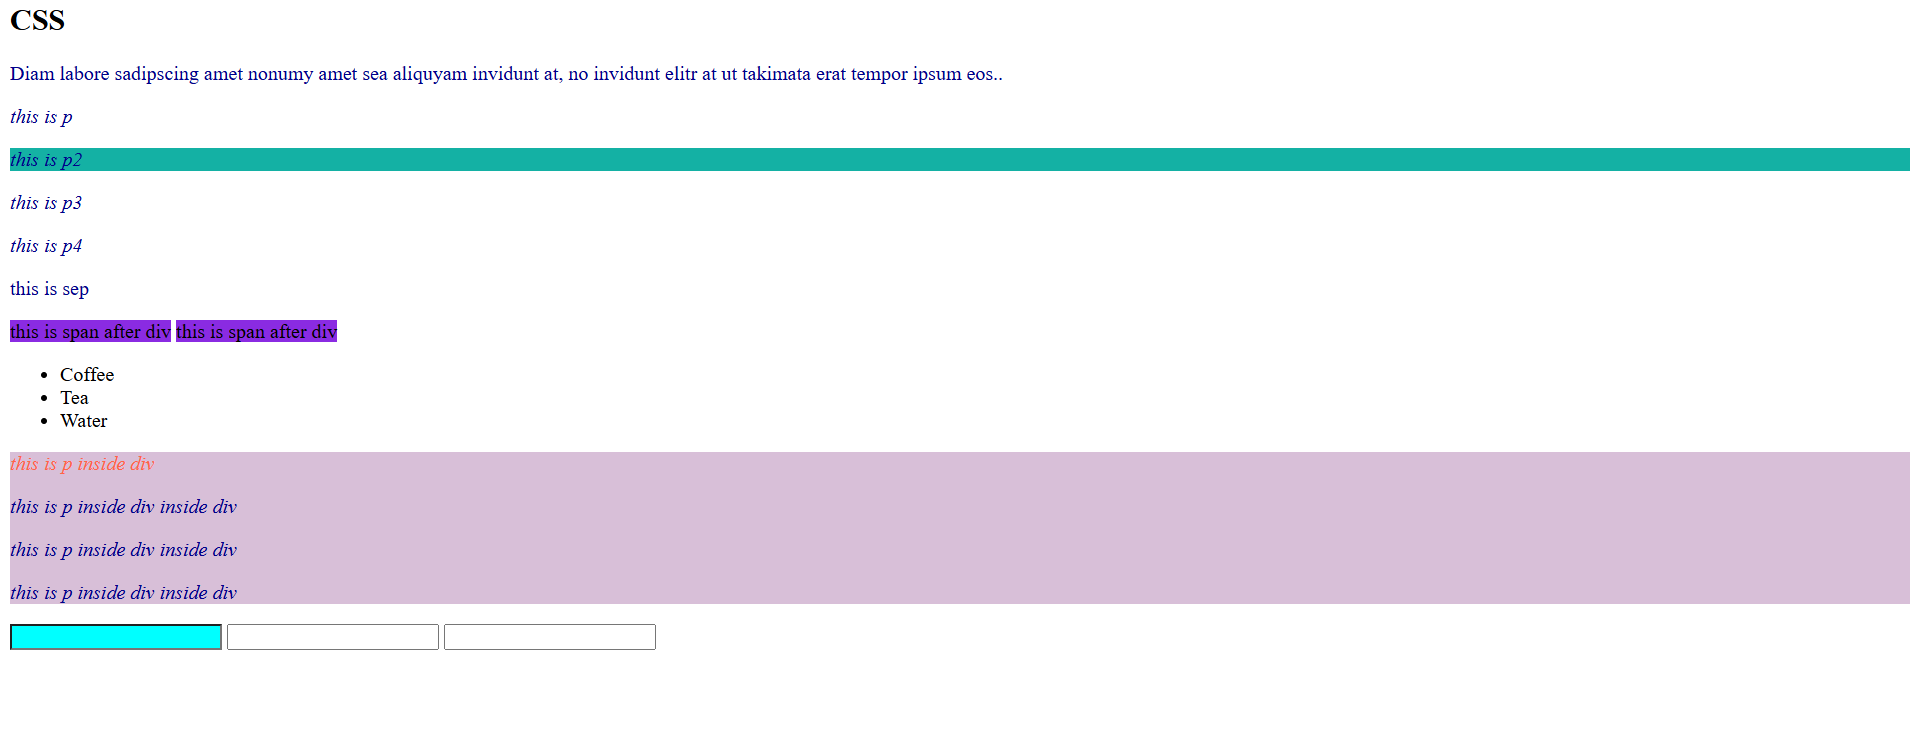 CSS
Diam labore sadipscing amet nonumy amet sea aliquyam invidunt at, no invidunt elitr at ut takimata erat tempor ipsum eos..
this is p
this is p2
this is p3
this is p4
this is sep
this is span after div this is span after div
Coffee
Tea
Water
this is p inside div
this is p inside div inside div
this is p inside div inside div
this is p inside div inside div